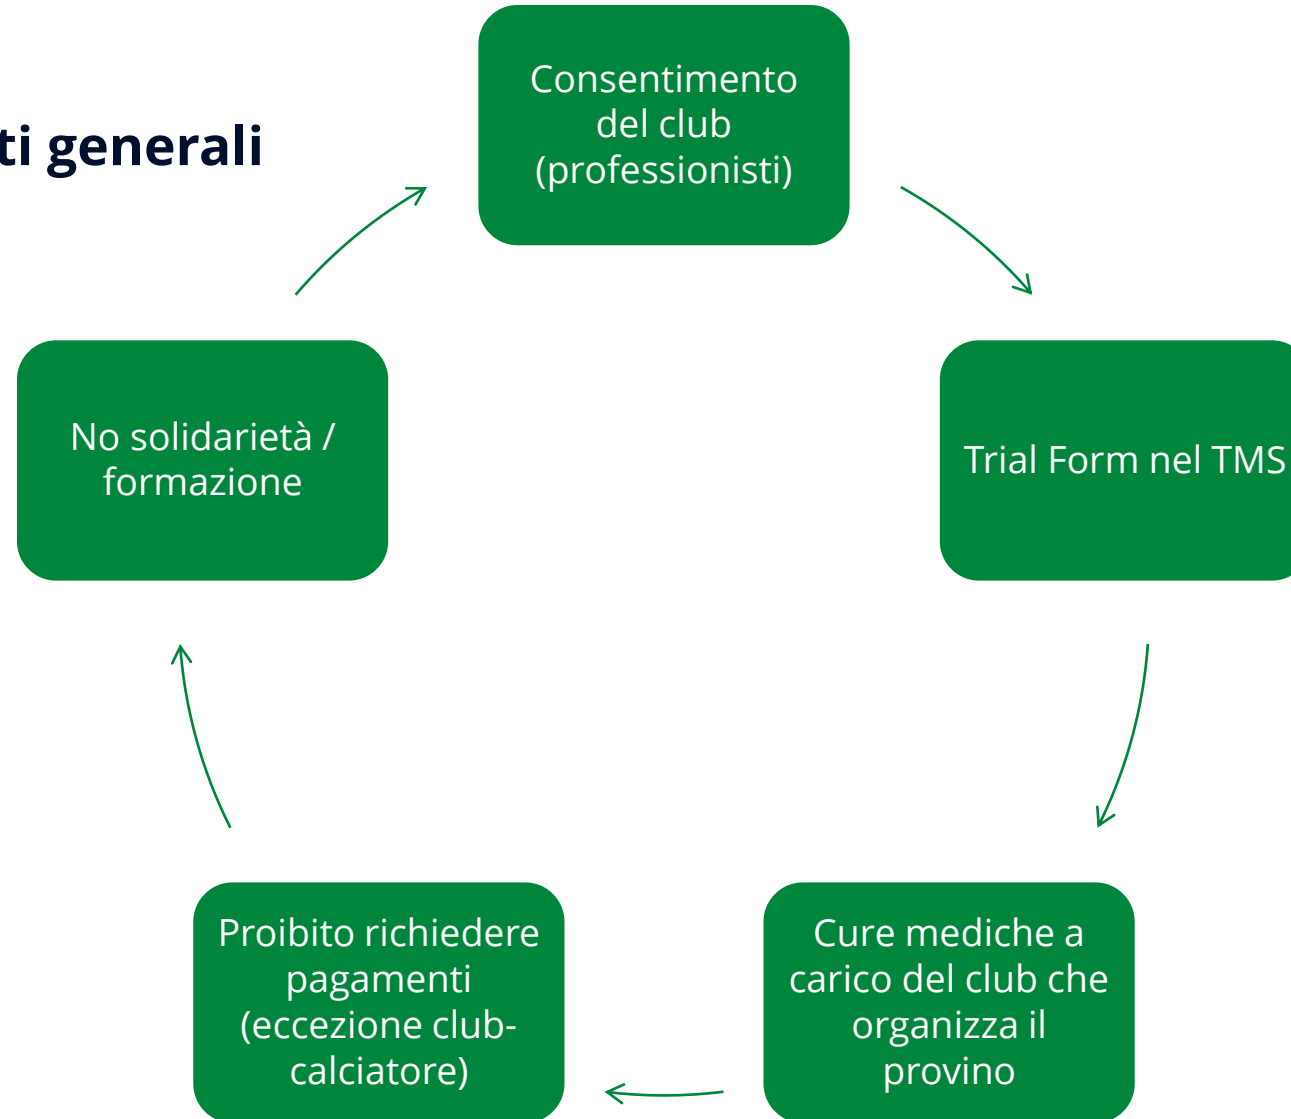 ti generali
Consentimento
del club
(professionisti)
Trial Form nel TMS
Cure mediche a
carico del club che
organizza il
provino
Proibito richiedere
pagamenti
(eccezione club-
calciatore)
No solidarietà /
formazione